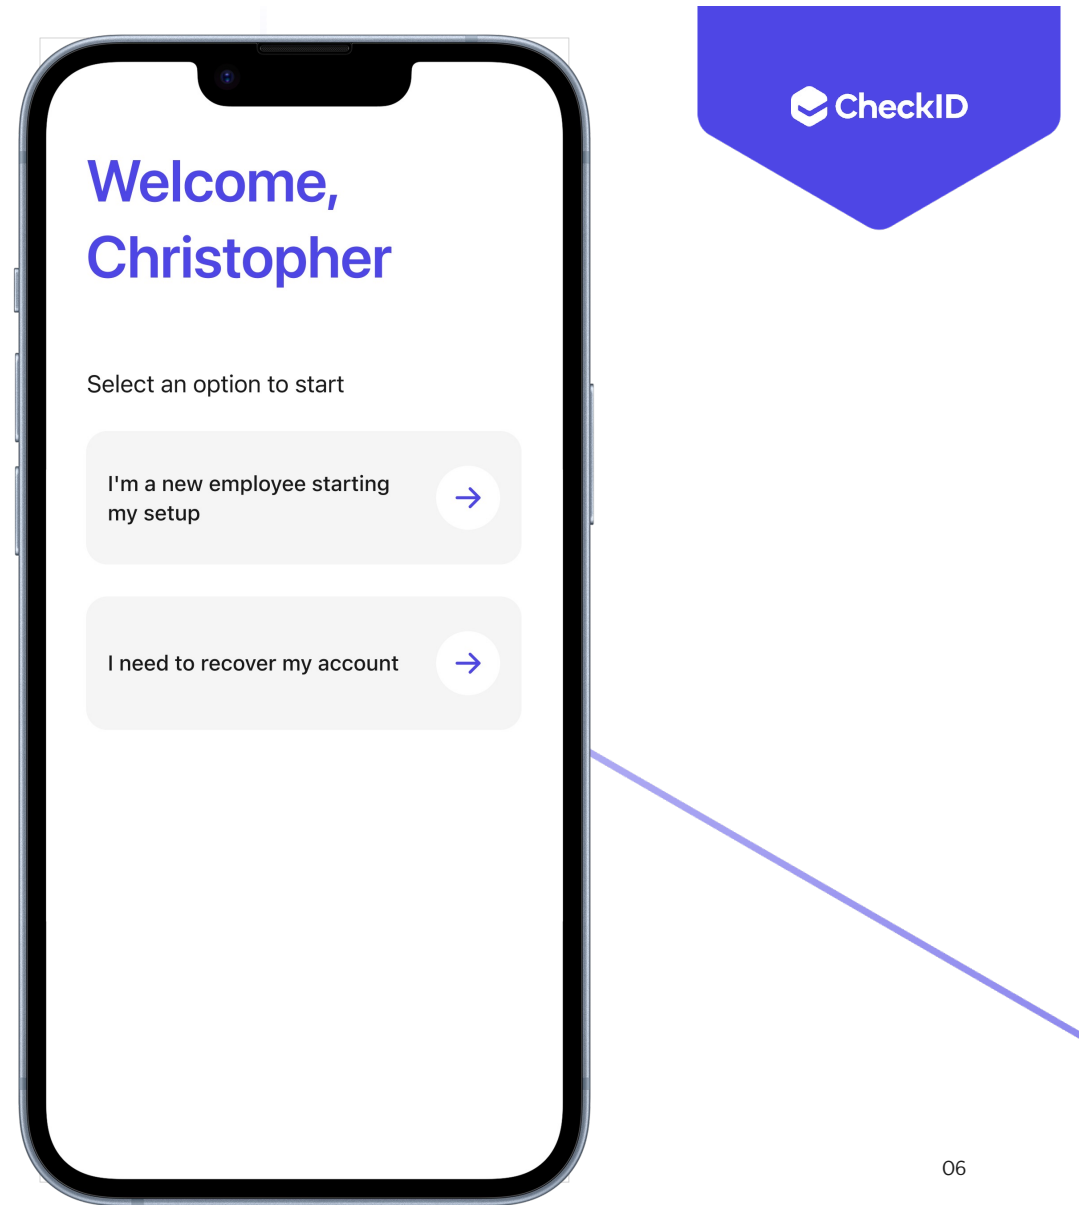 CheckID
Welcome,
Christopher
Select an option to start
I'm a new employee starting
my setup
I need to recover my account
06